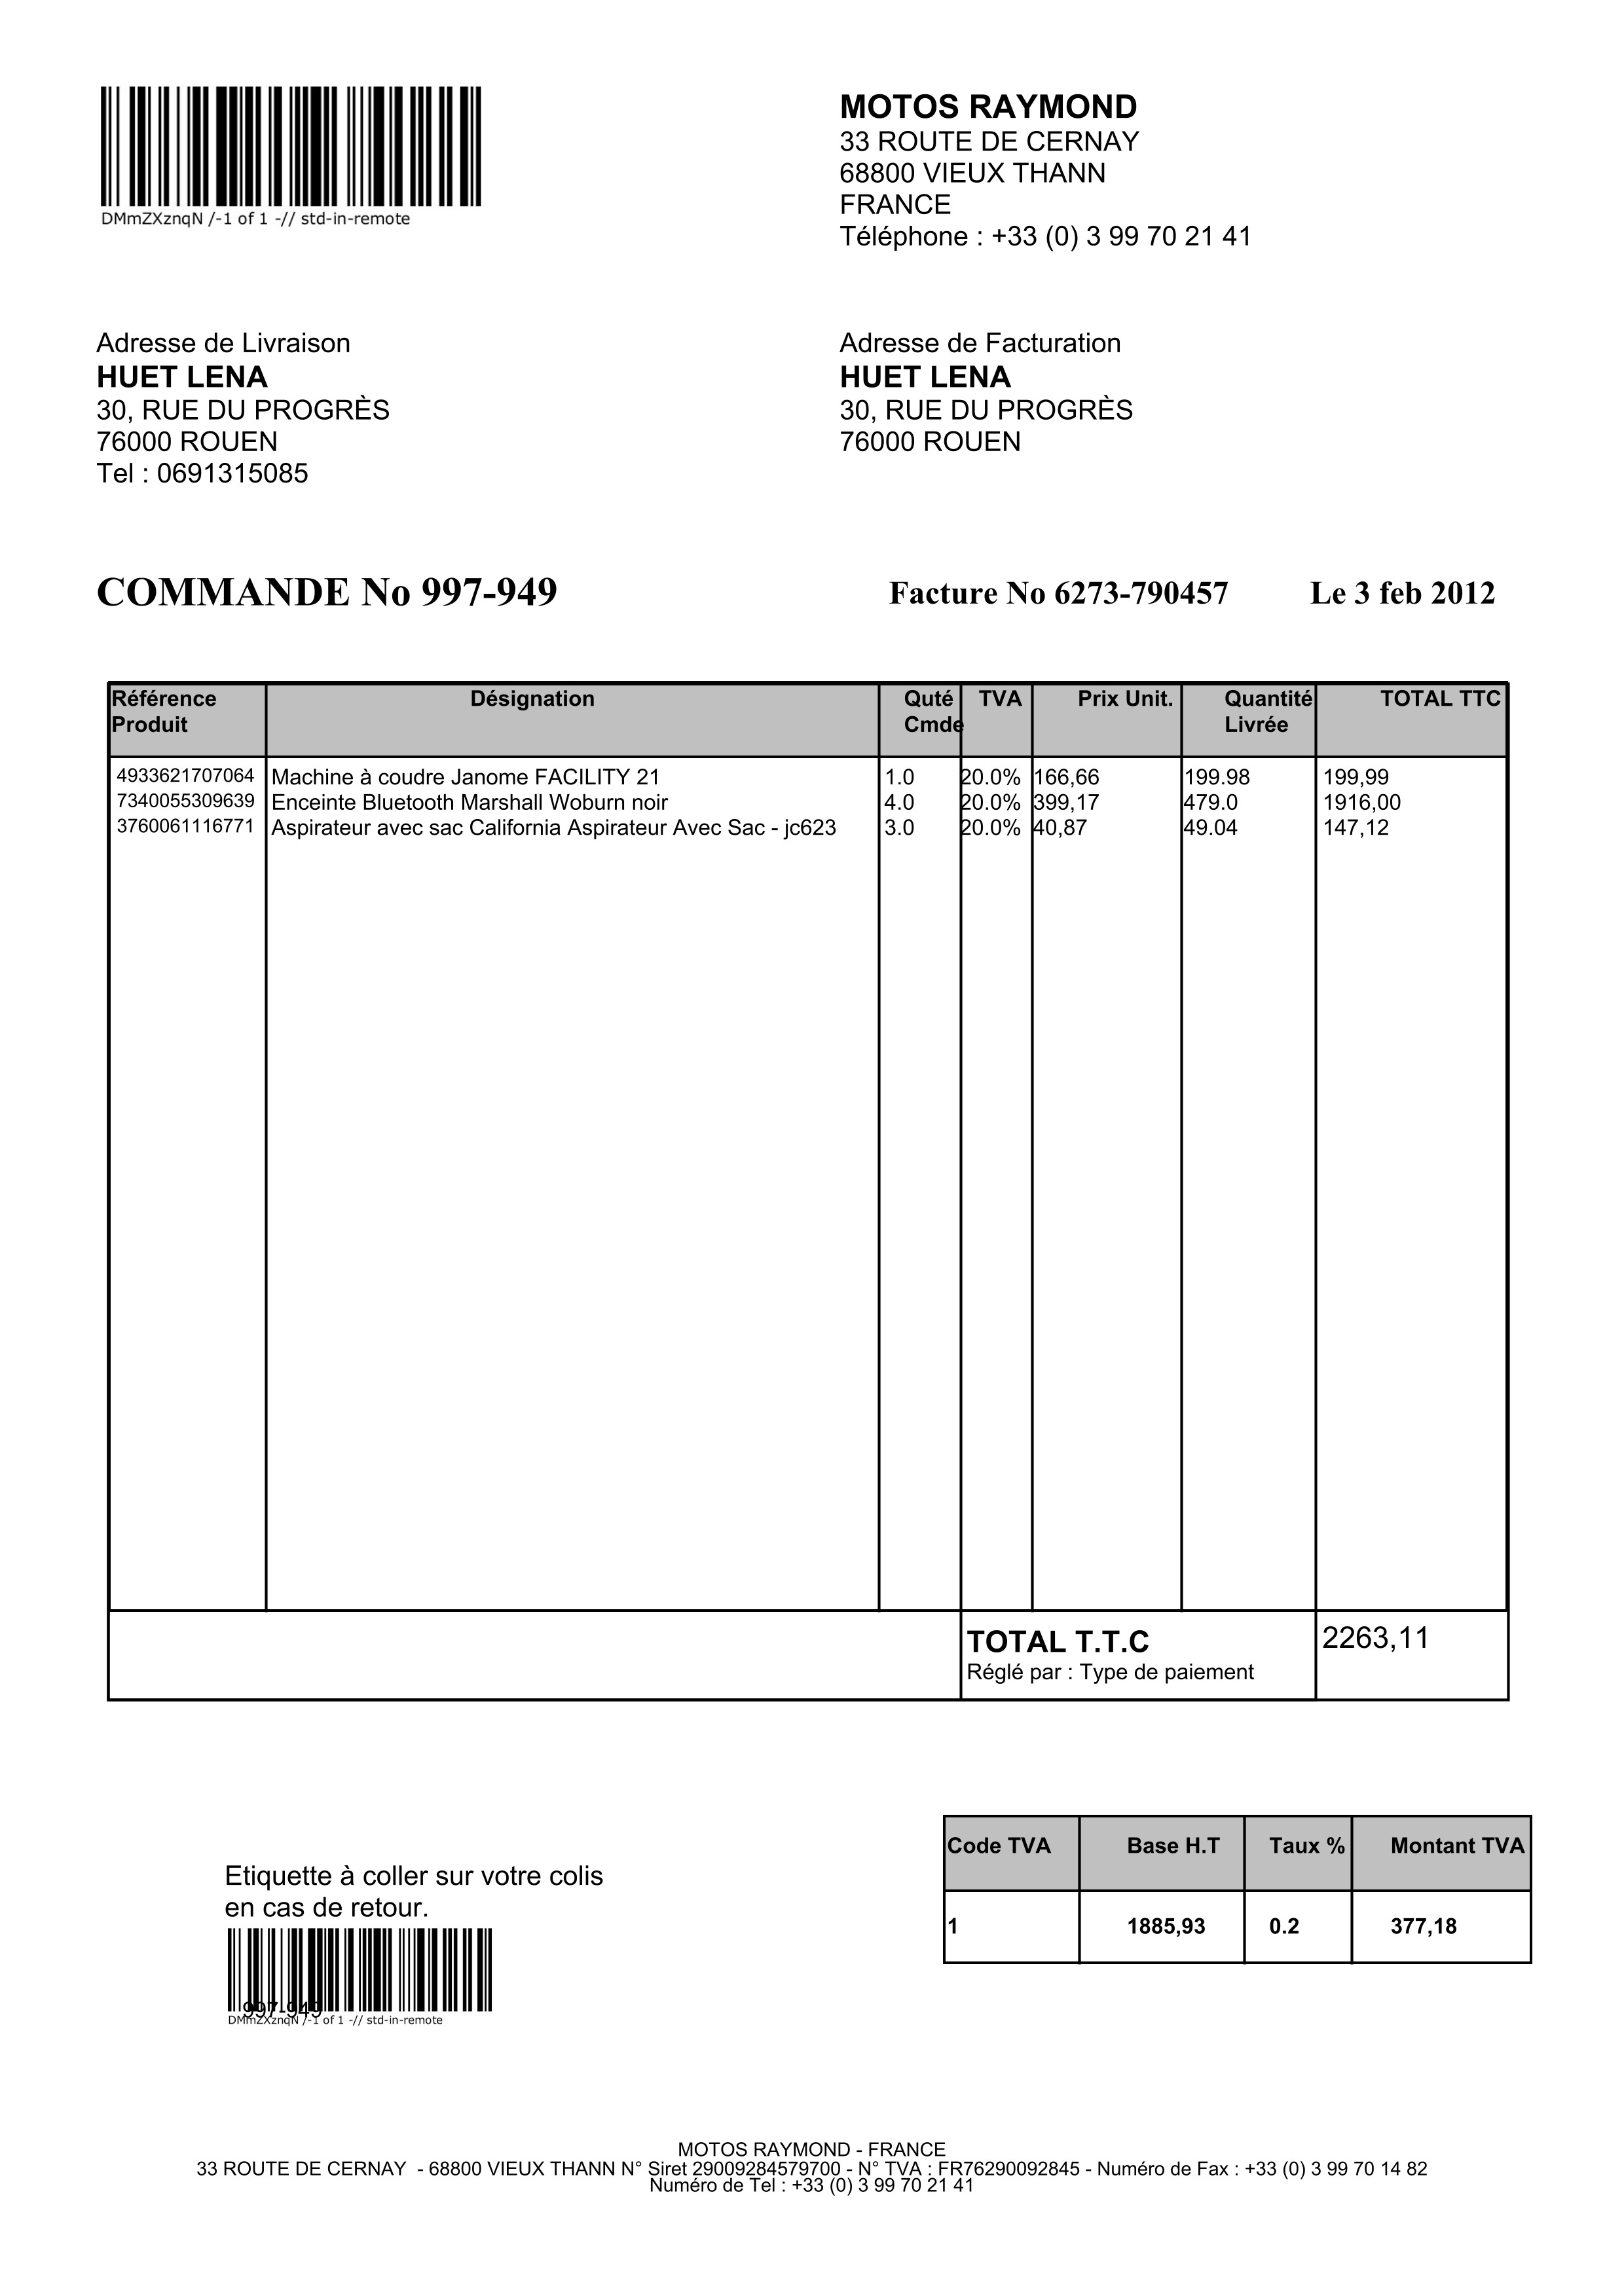 DMmZXznqN /-1 of 1 -// std-in-remote
MOTOS RAYMOND
33 ROUTE DE CERNAY
68800 VIEUX THANN
FRANCE
Téléphone : +33 (0) 3 99 70 21 41
Adresse de Livraison
HUET LENA
30, RUE DU PROGRÈS
76000 ROUEN
Tel : 0691315085
Adresse de Facturation
HUET LENA
30, RUE DU PROGRÈS
76000 ROUEN
COMMANDE No 997-949 Facture No 6273-790457 Le 3 feb 2012
Référence Produit Désignation Quté Cmde TVA Prix Unit. Quantité Livrée TOTAL TTC
4933621707064 Machine à coudre Janome FACILITY 21 1.0 20.0% 166,66 199.98 199,99
7340055309639 Enceinte Bluetooth Marshall Woburn noir 4.0 20.0% 399,17 479.0 1916,00
3760061116771 Aspirateur avec sac California Aspirateur Avec Sac - jc623 3.0 20.0% 40,87 49.04 147,12
TOTAL T.T.C 2263,11
Réglé par : Type de paiement
Code TVA Base H.T Taux % Montant TVA
1 1885,93 0.2 377,18
Etiquette à coller sur votre colis
en cas de retour.
997-949
DMmZXznqN /-1 of 1 -// std-in-remote
MOTOS RAYMOND - FRANCE
33 ROUTE DE CERNAY - 68800 VIEUX THANN N° Siret 29009284579700 - N° TVA : FR76290092845 - Numéro de Fax : +33 (0) 3 99 70 14 82
Numéro de Tel : +33 (0) 3 99 70 21 41